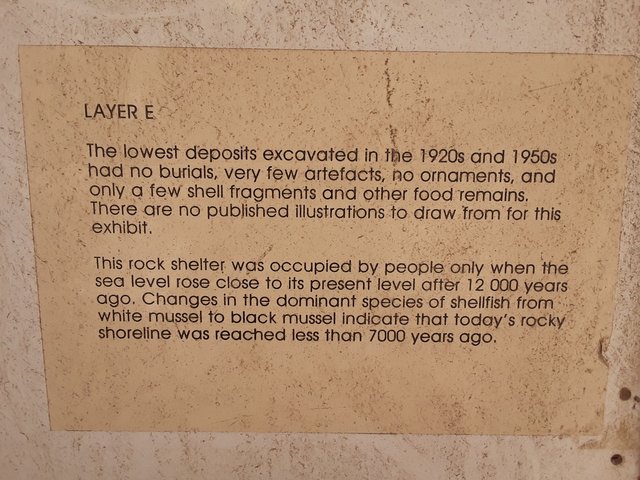 LAYER E
The lowest deposits excavated in the 1920s and 1950s
had no burials, very few artefacts, no ornaments, and
only a few shell fragments and other food remains.
There are no published illustrations to draw from for this
exhibit.
This rock shelter was occupied by people only when the
sea level rose close to its present level after 12 000 years
ago. Changes in the dominant species of shellfish from
white mussel to black mussel indicate that today's rocky
shoreline was reached less than 7000 years ago.